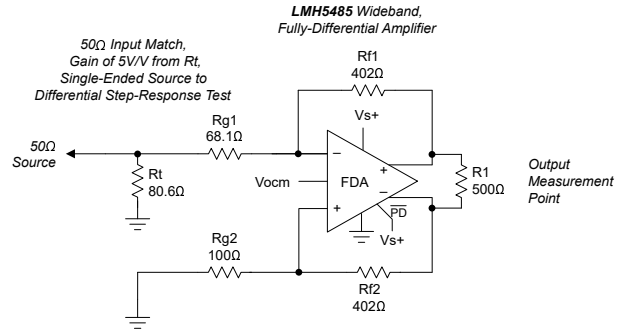 LMH5485 Wideband,
Fully-Differential Amplifier
50Ω Input Match,
Gain of 5V/V from Rt,
Single-Ended Source to
Differential Step-Response Test
Rf1
402Ω
Rg1
68.1Ω
Vs+
50Ω
Source
Rt
80.6Ω
Vocm
−
+
FDA
+
−
PD
Vs+
R1
500Ω
Output
Measurement
Point
Rg2
100Ω
Rf2
402Ω